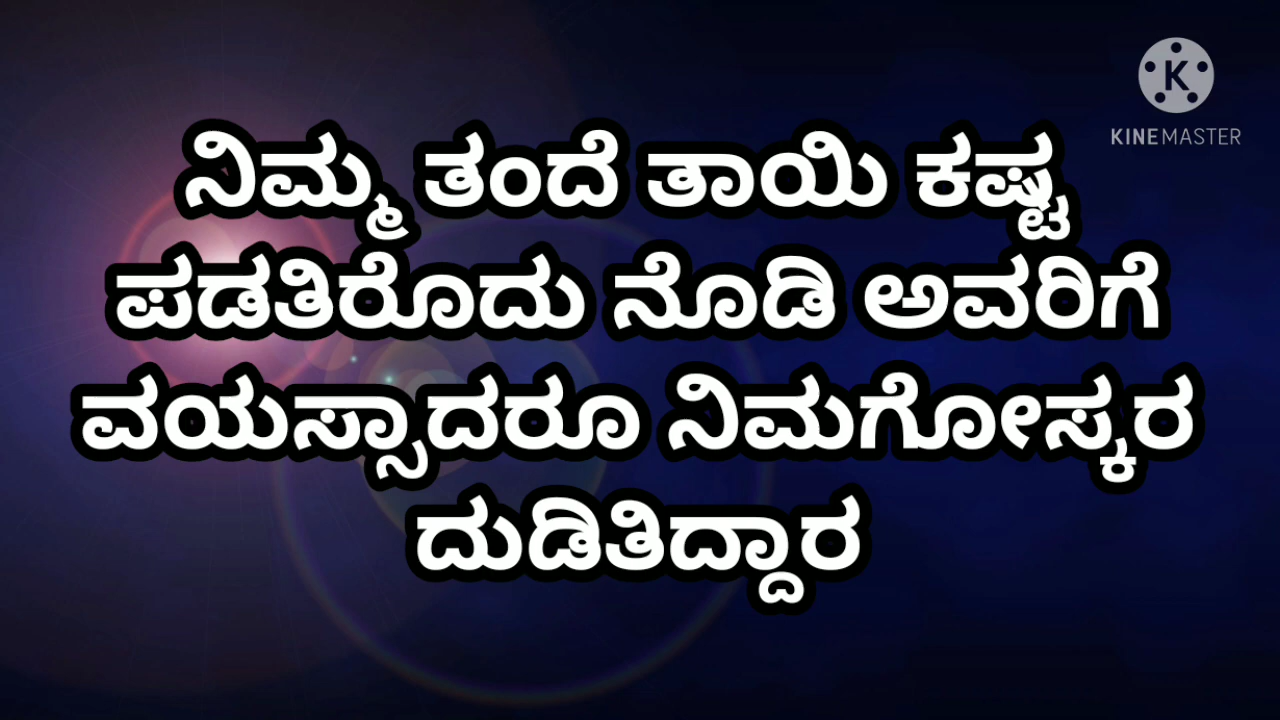 KINEMASTER
ನಿಮ್ಮ ತಂದೆ ತಾಯಿ ಕಷ್ಟ
ಪಡತಿರೊದು ನೊಡಿ ಅವರಿಗೆ
ವಯಸ್ಸಾದರೂ ನಿಮಗೋಸ್ಕರ
ದುಡಿತಿದ್ದಾರ